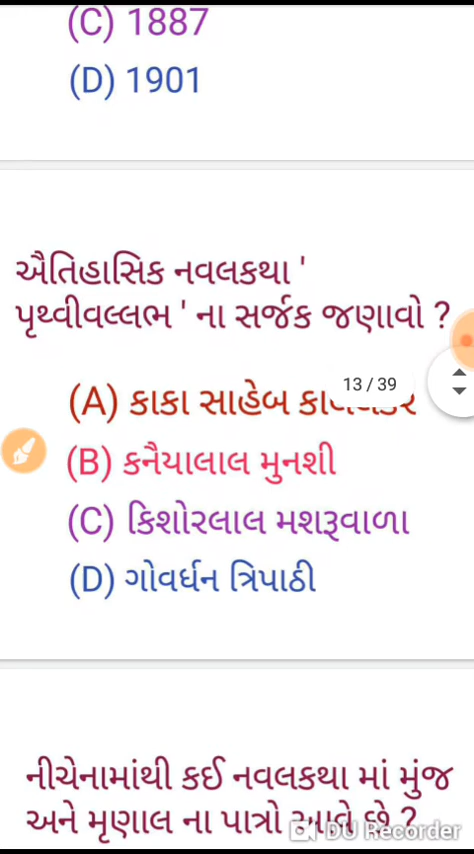 (C) 1887
(D) 1901
ઐતિહાસિક નવલકથા '
પૃથ્વીવલ્લભ ' ના સર્જક જણાવો ?
13 / 39
(A) કાકા સાહેબ
(B) કનૈયાલાલ મુનશી
(C) કિશોરલાલ મશરૂવાળા
(D) ગોવર્ધન ત્રિપાઠી
નીચેનામાંથી કઈ નવલકથા માં મુંજ
અને મૃણાલ ના પાત્રો છે ?
DU Recorder